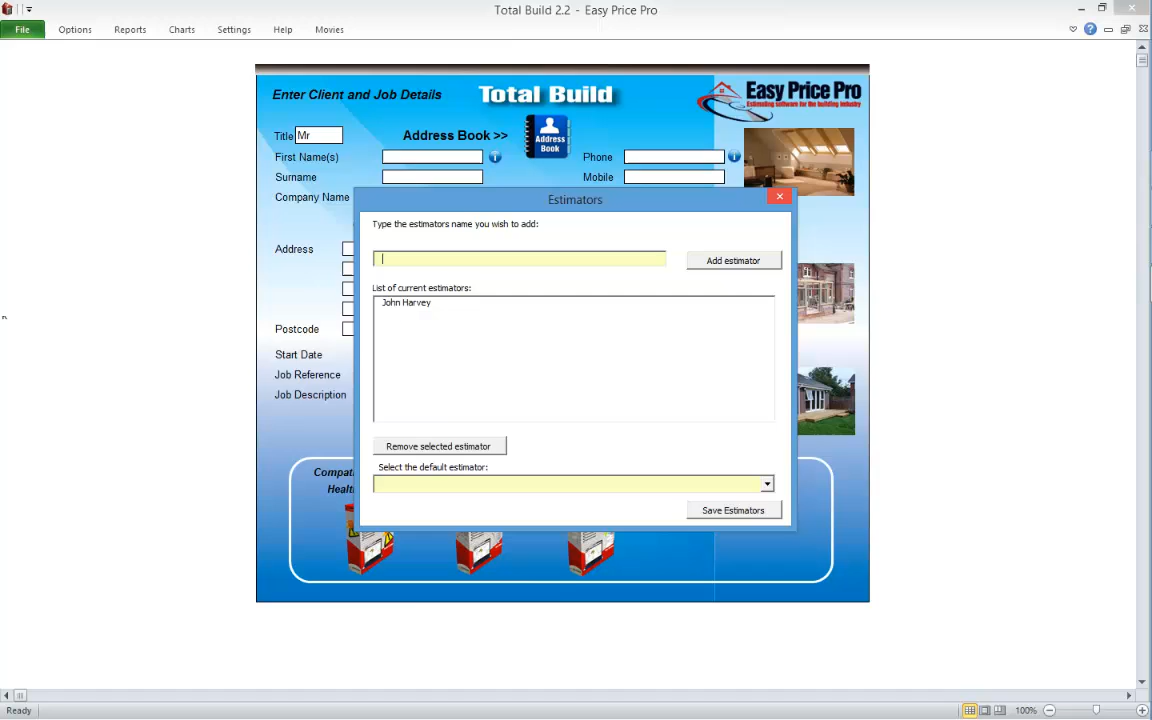 Total Build 2.2 - Easy Price Pro
File Options Reports Charts Settings Help Movies
Enter Client and Job Details
Total Build
Easy Price Pro
Estimating software for the building industry
Title Mr
Address Book >>
Address Book
First Name(s)
Phone
Surname
Mobile
Company Name
Estimators
Type the estimators name you wish to add:
Address
Add estimator
List of current estimators:
John Harvey
Postcode
Start Date
Job Reference
Job Description
Remove selected estimator
Select the default estimator:
Compat
Healt
Save Estimators
Ready
100%